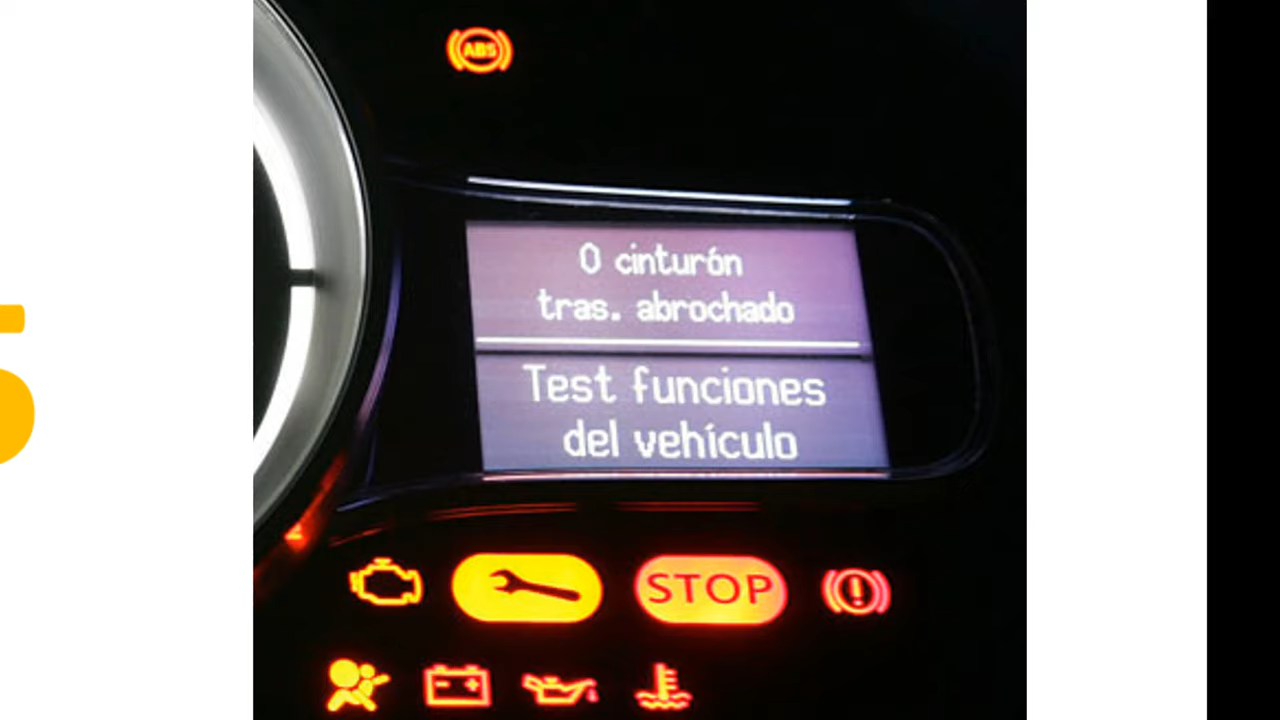 ABS
0 cinturón
tras. abrochado
Test funciones
del vehículo
STOP